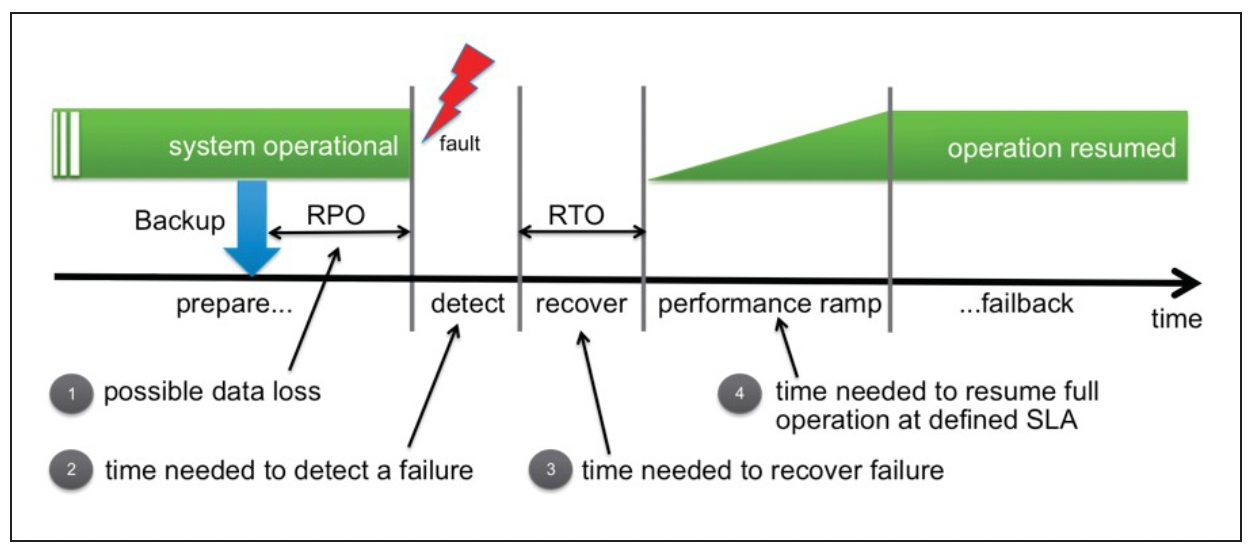 system operational
fault
operation resumed
Backup
RPO
RTO
prepare...
detect
recover
performance ramp
...failback
time
1 possible data loss
4 time needed to resume full
operation at defined SLA
2 time needed to detect a failure
3 time needed to recover failure